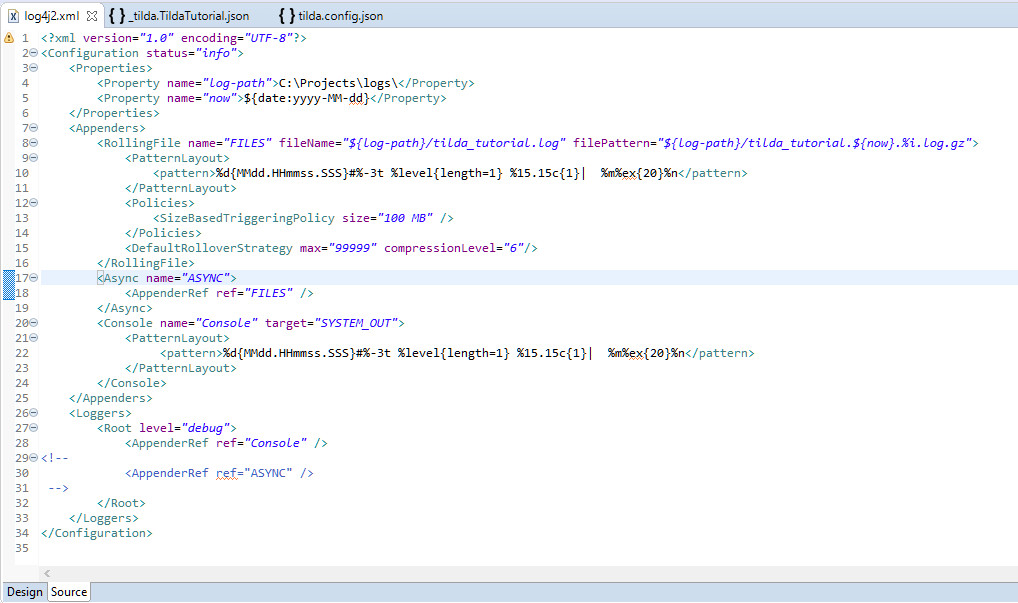 log4j2.xml	{ } _tilda.TildaTutorial.json	{ } tilda.config.json
1 <?xml version="1.0" encoding="UTF-8"?>
2 <Configuration status="info">
3     <Properties>
4         <Property name="log-path">C:\Projects\logs\</Property>
5         <Property name="now">${date:yyyy-MM-dd}</Property>
6     </Properties>
7     <Appenders>
8         <RollingFile name="FILES" fileName="${log-path}/tilda_tutorial.log" filePattern="${log-path}/tilda_tutorial.${now}.%i.log.gz">
9             <PatternLayout>
10                 <pattern>%d{MMdd.HHmmss.SSS}#%-3t %level{length=1} %15.15c{1}|  %m%ex{20}%n</pattern>
11             </PatternLayout>
12             <Policies>
13                 <SizeBasedTriggeringPolicy size="100 MB" />
14             </Policies>
15             <DefaultRolloverStrategy max="99999" compressionLevel="6"/>
16         </RollingFile>
17         <Async name="ASYNC">
18             <AppenderRef ref="FILES" />
19         </Async>
20         <Console name="Console" target="SYSTEM_OUT">
21             <PatternLayout>
22                  <pattern>%d{MMdd.HHmmss.SSS}#%-3t %level{length=1} %15.15c{1}|  %m%ex{20}%n</pattern>
23             </PatternLayout>
24         </Console>
25     </Appenders>
26     <Loggers>
27         <Root level="debug">
28             <AppenderRef ref="Console" />
29 <!--
30             <AppenderRef ref="ASYNC" />
31  -->
32         </Root>
33     </Loggers>
34 </Configuration>
35
Design	Source